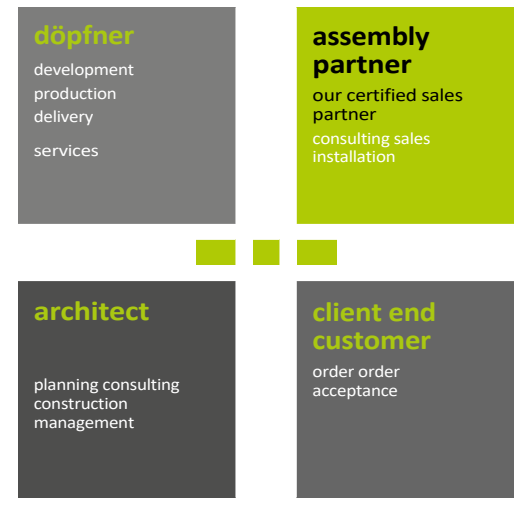 döpfner
development
production
delivery
services
assembly
partner
our certified sales
partner
consulting sales
installation
architect
planning consulting
construction
management
client end
customer
order order
acceptance